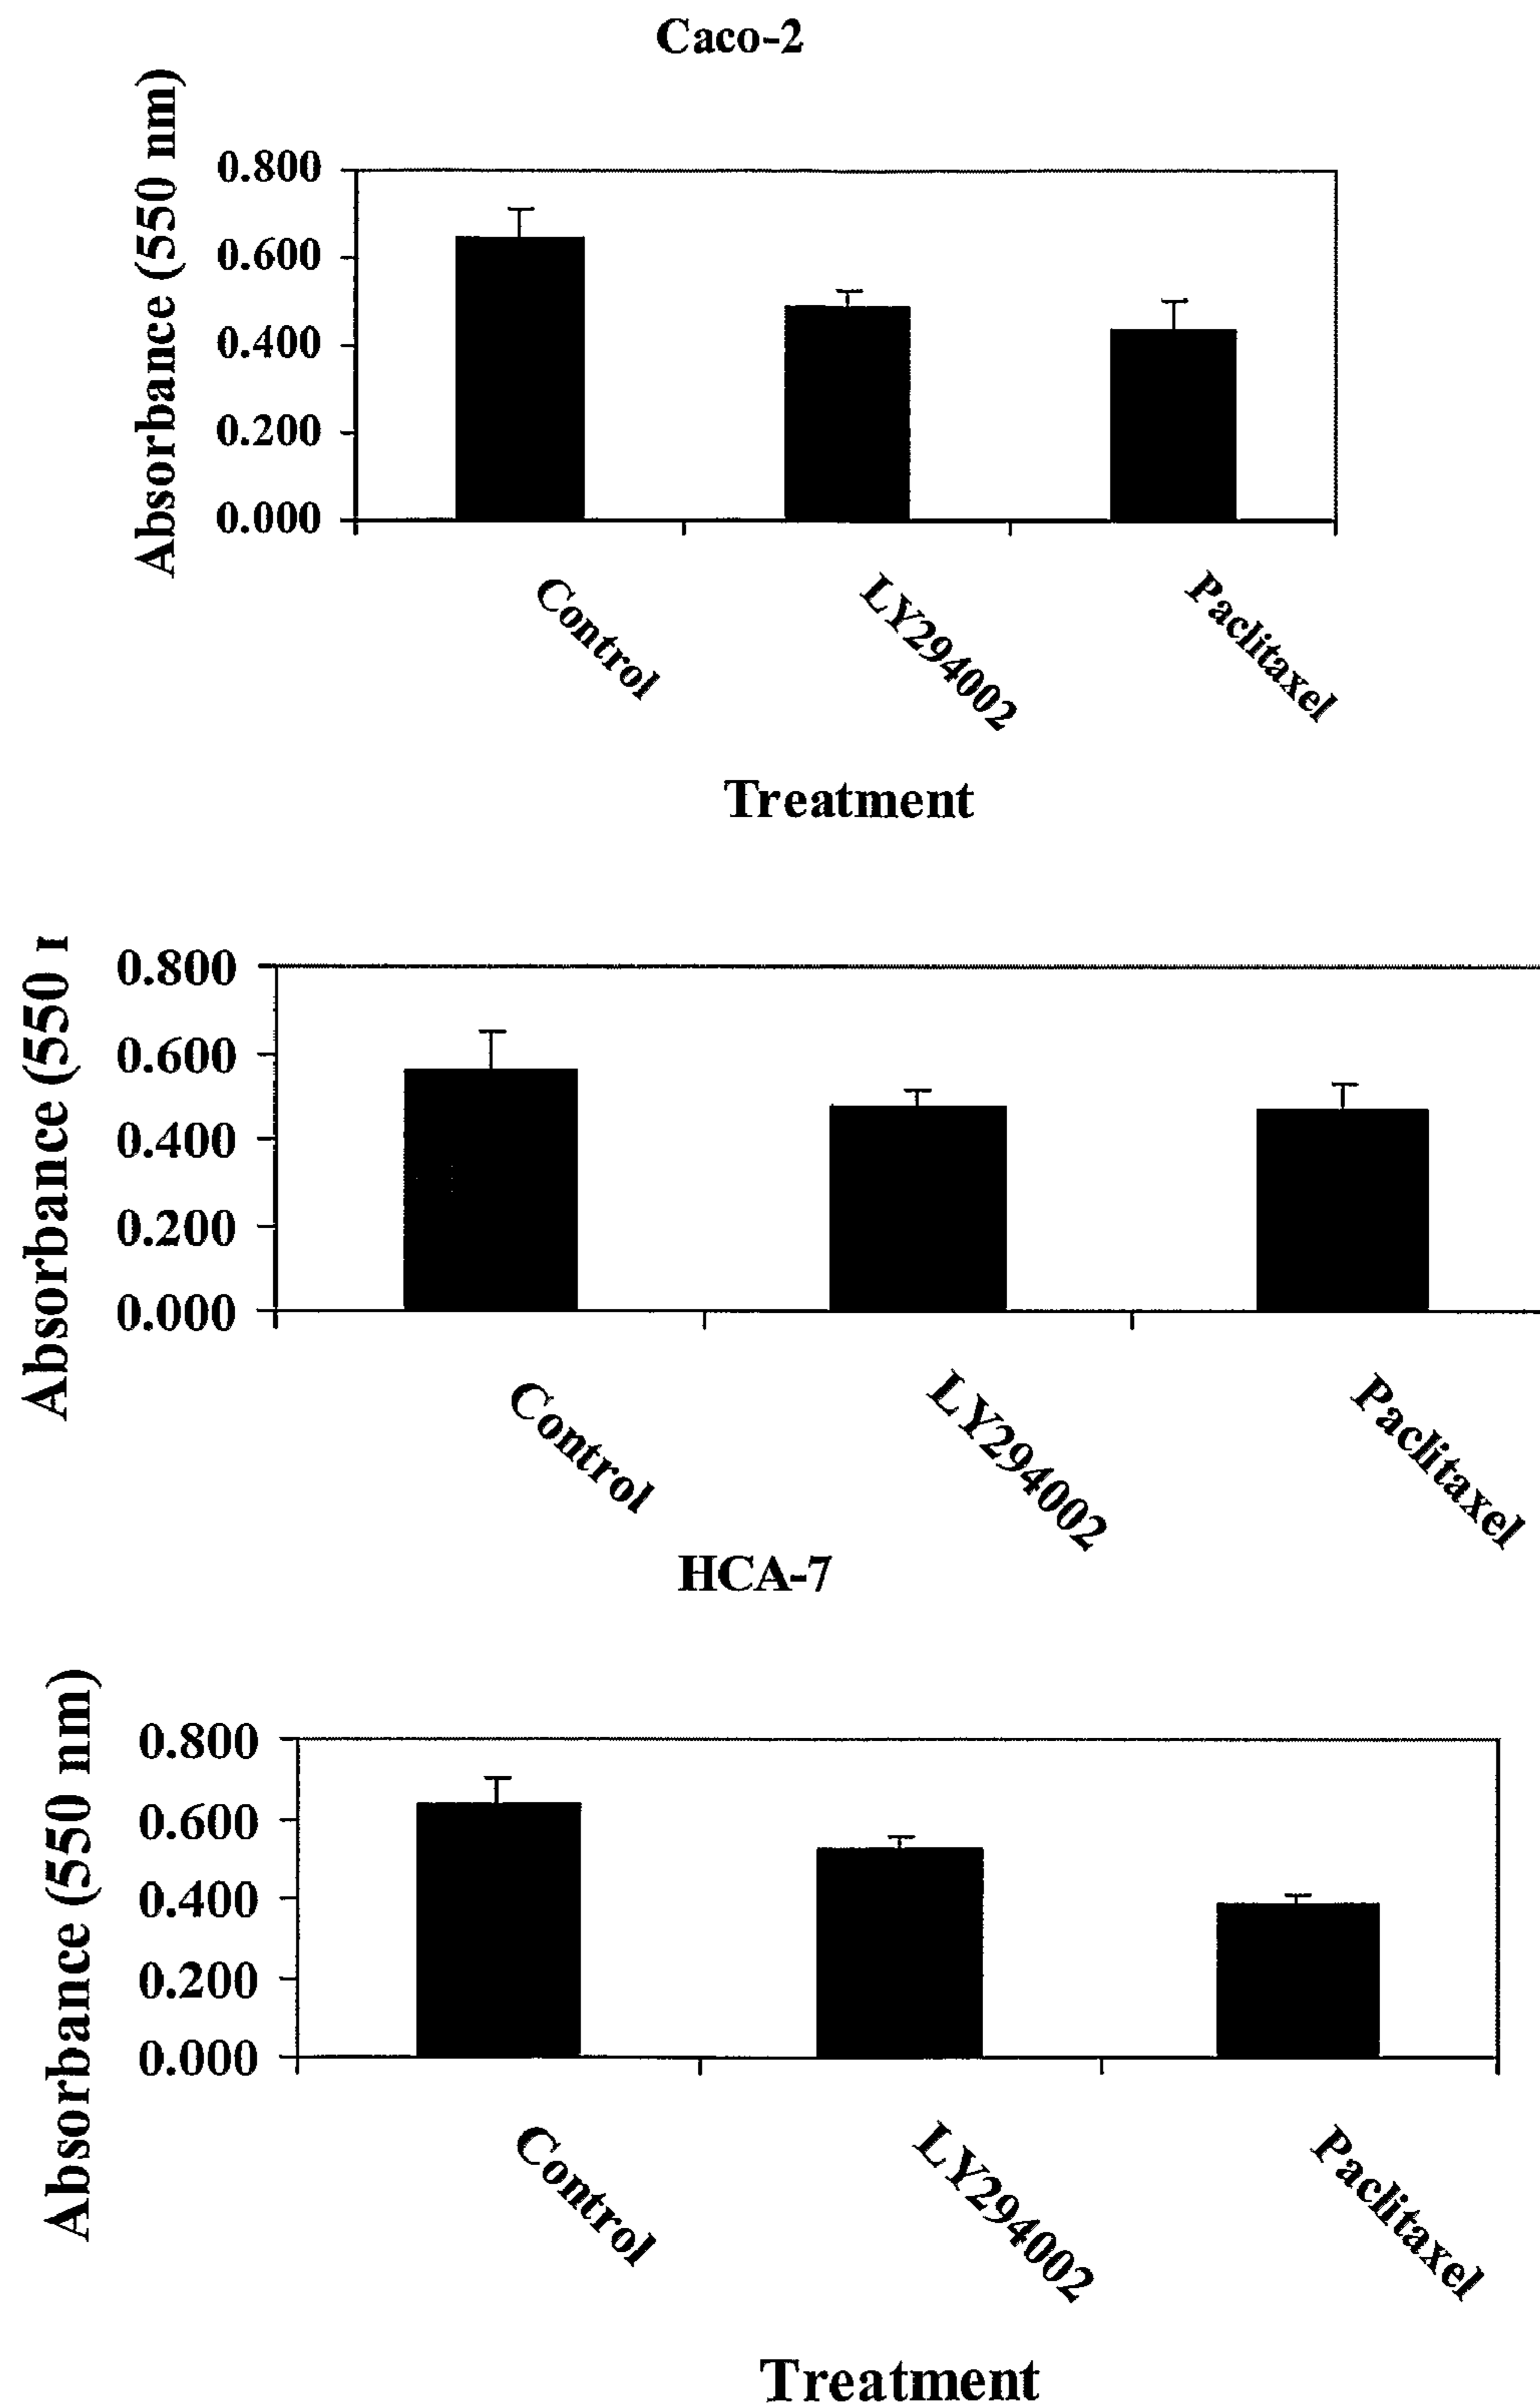 Caco-2
Absorbance (550 nm)
0.800
0.600
0.400
0.200
0.000
Control
LY294002
Paclitaxel
Treatment
Absorbance (550
0.800
0.600
0.400
0.200
0.000
Control
LY294002
Paclitaxel
HCA-7
Absorbance (550 nm)
0.800
0.600
0.400
0.200
0.000
Control
LY294002
Paclitaxel
Treatment